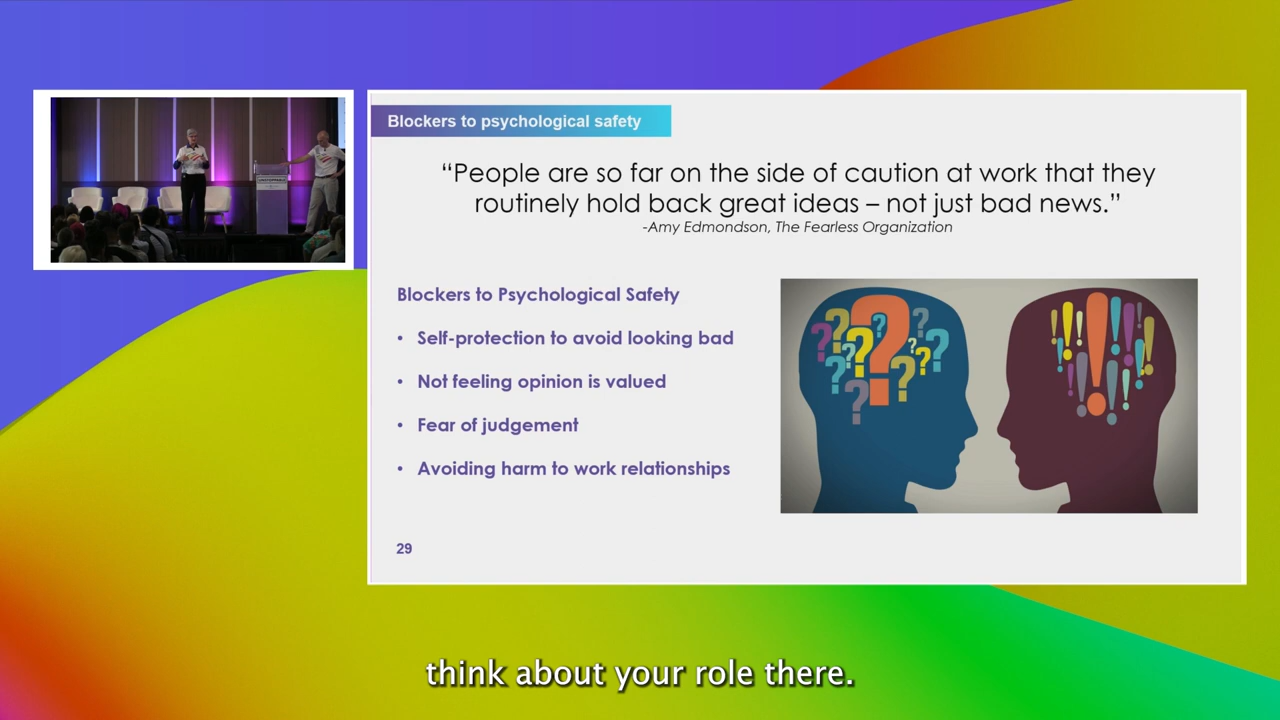 Blockers to psychological safety
“People are so far on the side of caution at work that they
routinely hold back great ideas – not just bad news.”
-Amy Edmondson, The Fearless Organization
Blockers to Psychological Safety
• Self-protection to avoid looking bad
• Not feeling opinion is valued
• Fear of judgement
• Avoiding harm to work relationships
29
think about your role there.